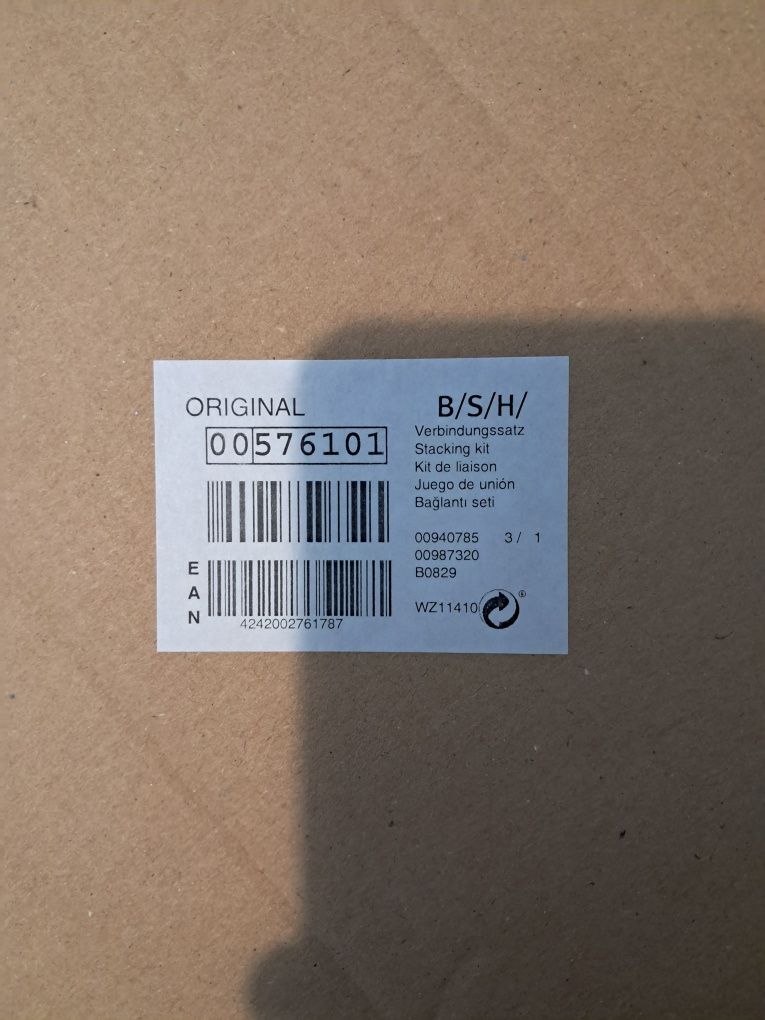 ORIGINAL
B/S/H/
00576101
Verbindungssatz
Stacking kit
Kit de liaison
Juego de unión
Bağlantı seti
00940785 3 / 1
00987320
B0829
EAN
4242002761787
WZ11410